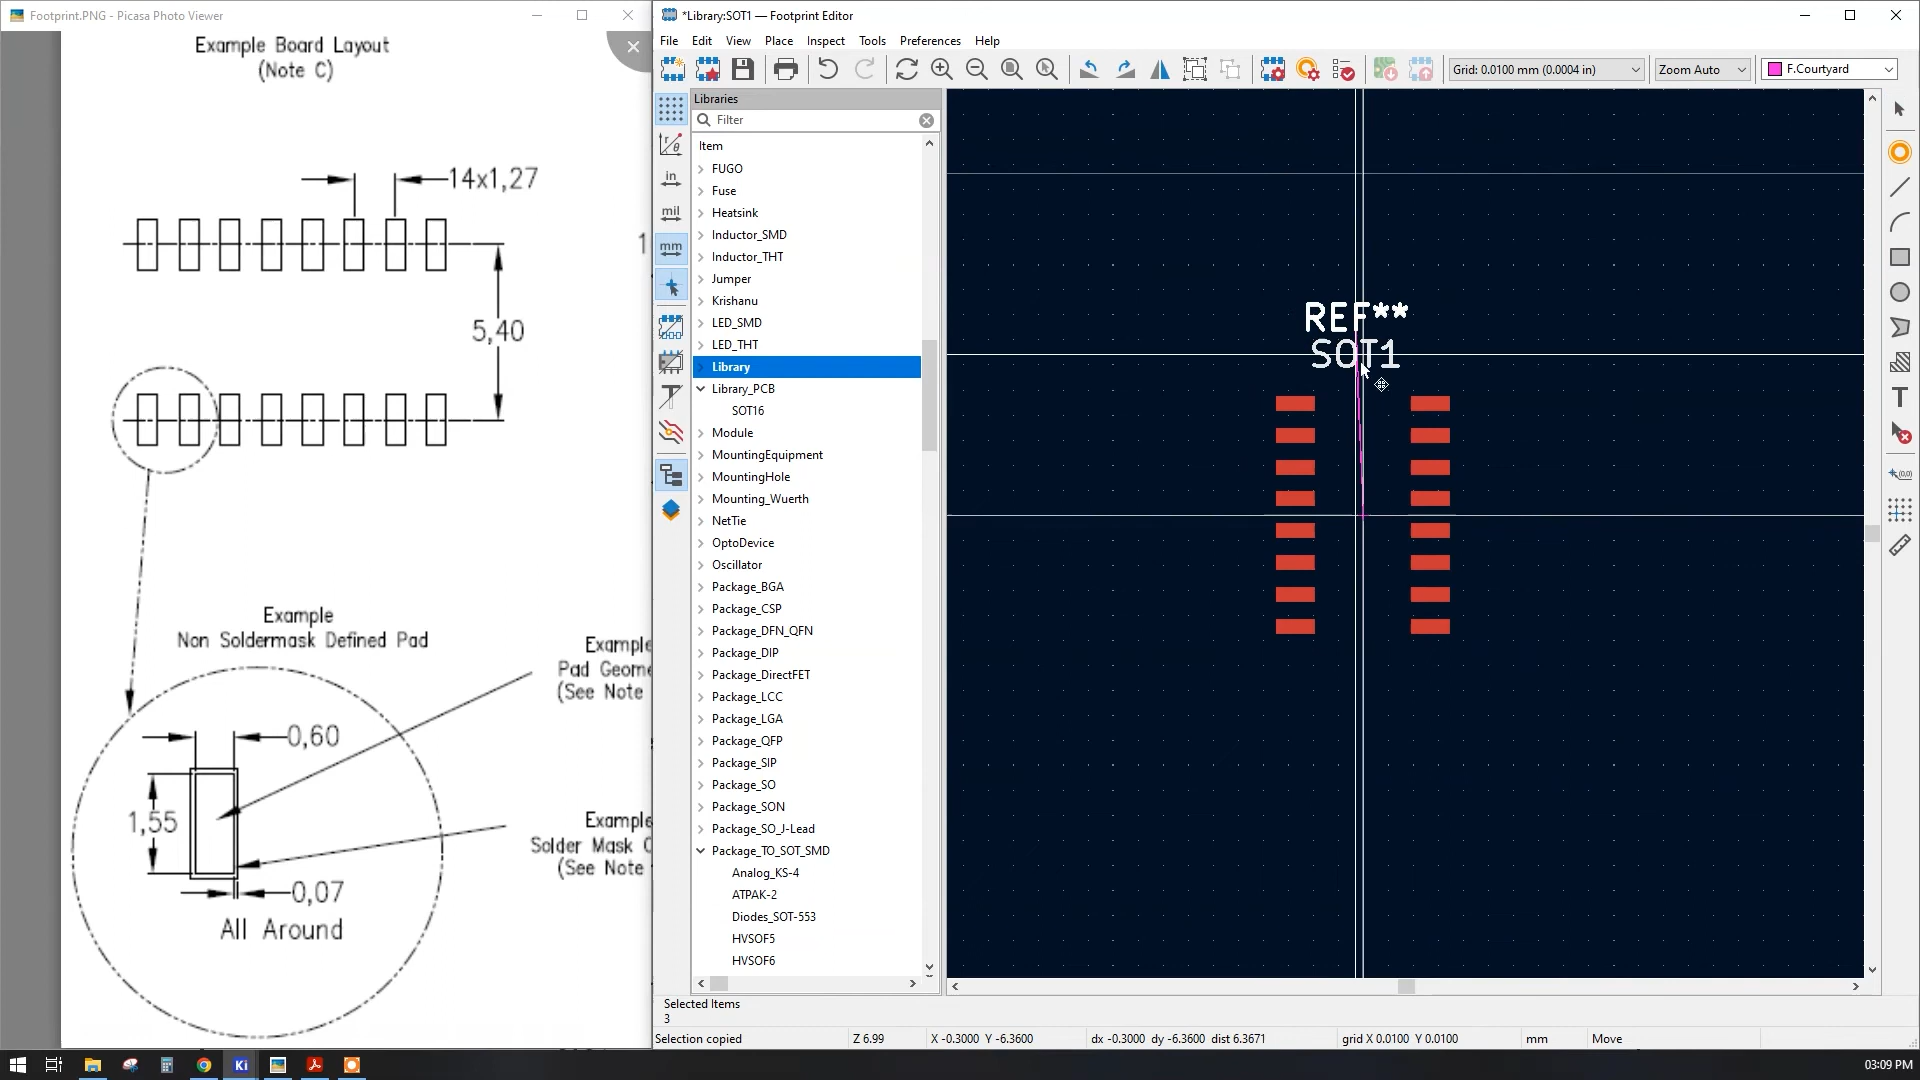 Footprint.PNG - Picasa Photo Viewer
Example Board Layout
(Note C)
14x1,27
1
5,40
Example
Non Soldermask Defined Pad
Example
Pad Geome
(See Note
0,60
1,55
Example
Solder Mask O
(See Note
0,07
All Around
*Library:SOT1 — Footprint Editor
File Edit View Place Inspect Tools Preferences Help
Grid: 0.0100 mm (0.0004 in)
Zoom Auto
F.Courtyard
in
mil
mm
Libraries
Filter
Item
FUGO
Fuse
Heatsink
Inductor_SMD
Inductor_THT
Jumper
Krishanu
LED_SMD
LED_THT
Library
Library_PCB
SOT16
Module
MountingEquipment
MountingHole
Mounting_Wuerth
NetTie
OptoDevice
Oscillator
Package_BGA
Package_CSP
Package_DFN_QFN
Package_DIP
Package_DirectFET
Package_LCC
Package_LGA
Package_QFP
Package_SIP
Package_SO
Package_SON
Package_SO_J-Lead
Package_TO_SOT_SMD
Analog_KS-4
ATPAK-2
Diodes_SOT-553
HVSOF5
HVSOF6
REF**
SOT1
(0,0)
Selected Items
3
Selection copied Z 6.99 X -0.3000 Y -6.3600 dx -0.3000 dy -6.3600 dist 6.3671 grid X 0.0100 Y 0.0100 mm Move
Ki
03:09 PM